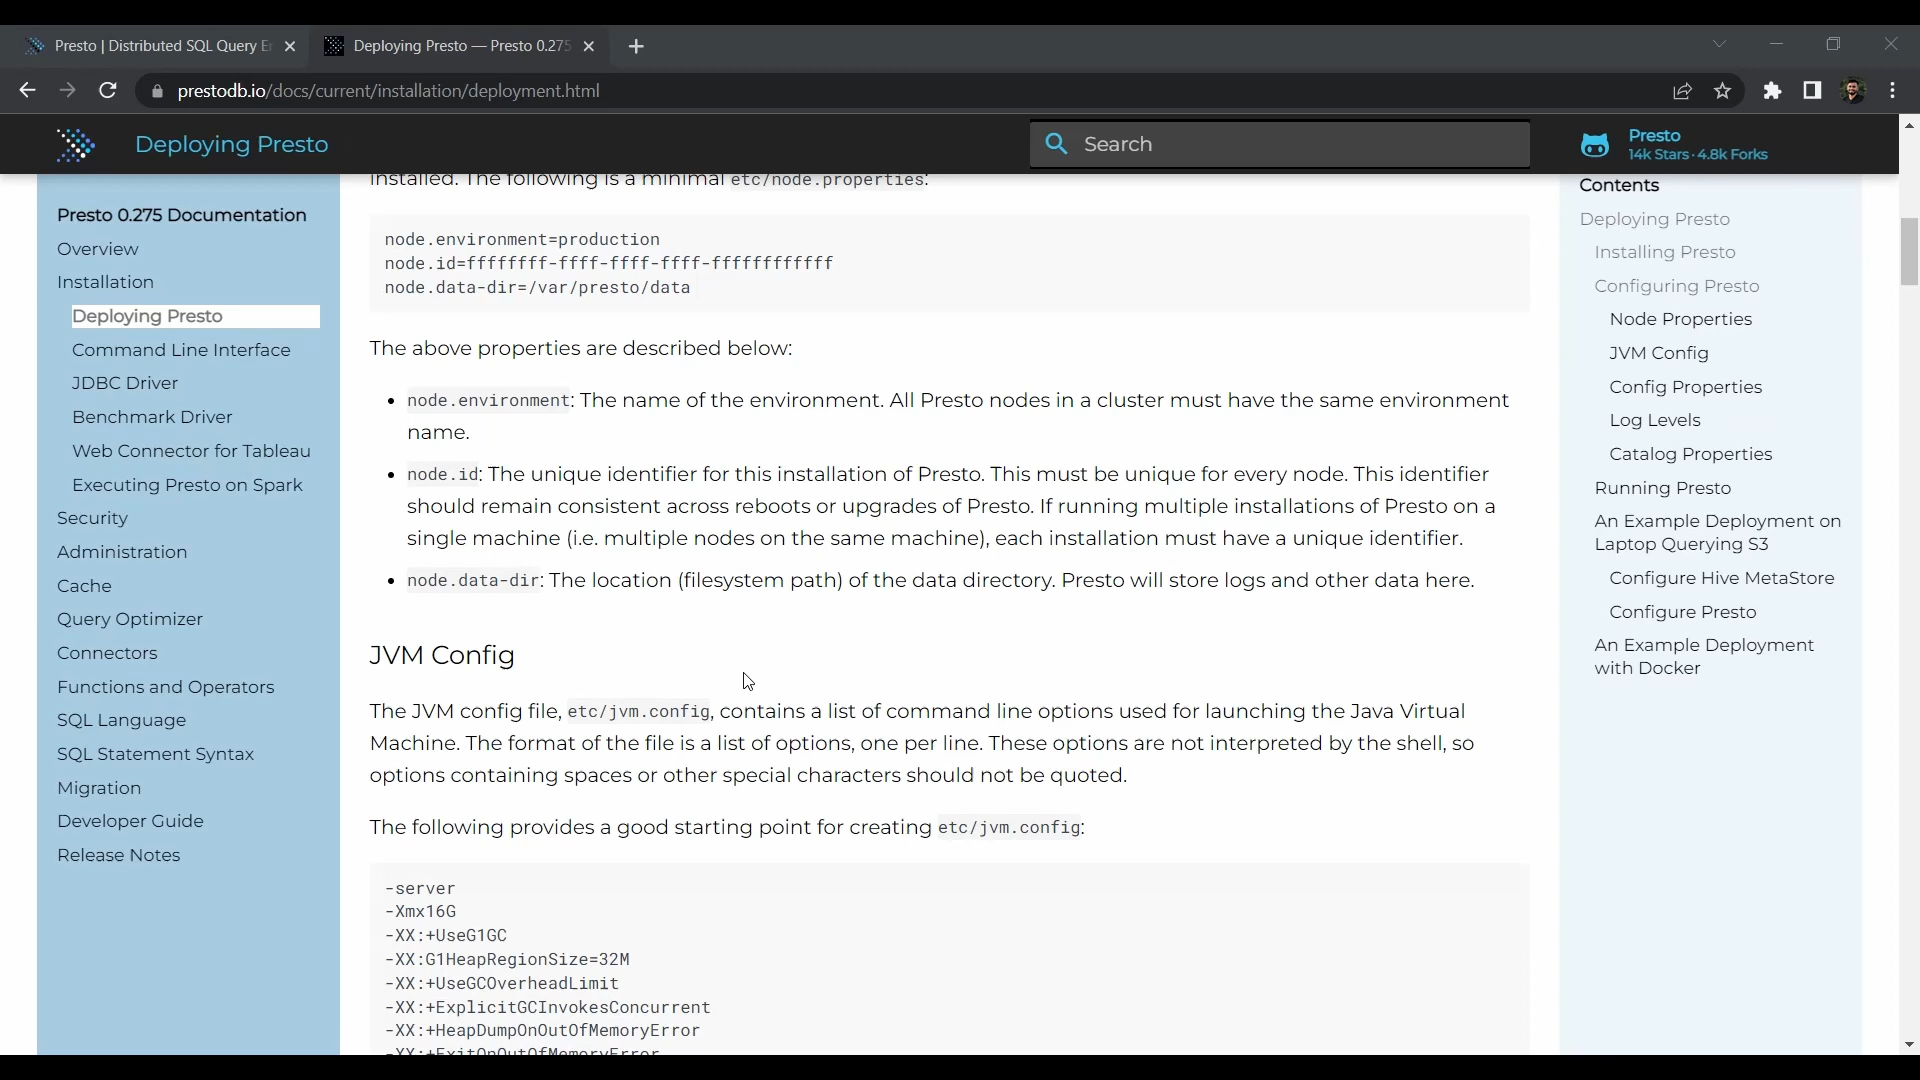 Presto | Distributed SQL Query E
Deploying Presto — Presto 0.275
prestodb.io/docs/current/installation/deployment.html
Deploying Presto
Search
Presto
14k Stars · 4.8k Forks
Presto 0.275 Documentation
Overview
Installation
Deploying Presto
Command Line Interface
JDBC Driver
Benchmark Driver
Web Connector for Tableau
Executing Presto on Spark
Security
Administration
Cache
Query Optimizer
Connectors
Functions and Operators
SQL Language
SQL Statement Syntax
Migration
Developer Guide
Release Notes
installed. The following is a minimal etc/node.properties:
node.environment=production
node.id=ffffffff-ffff-ffff-ffff-ffffffffffff
node.data-dir=/var/presto/data
The above properties are described below:
• node.environment: The name of the environment. All Presto nodes in a cluster must have the same environment
name.
• node.id: The unique identifier for this installation of Presto. This must be unique for every node. This identifier
should remain consistent across reboots or upgrades of Presto. If running multiple installations of Presto on a
single machine (i.e. multiple nodes on the same machine), each installation must have a unique identifier.
• node.data-dir: The location (filesystem path) of the data directory. Presto will store logs and other data here.
JVM Config
The JVM config file, etc/jvm.config, contains a list of command line options used for launching the Java Virtual
Machine. The format of the file is a list of options, one per line. These options are not interpreted by the shell, so
options containing spaces or other special characters should not be quoted.
The following provides a good starting point for creating etc/jvm.config:
-server
-Xmx16G
-XX:+UseG1GC
-XX:G1HeapRegionSize=32M
-XX:+UseGCOverheadLimit
-XX:+ExplicitGCInvokesConcurrent
-XX:+HeapDumpOnOutOfMemoryError
-XX:+ExitOnOutOfMemoryError
Contents
Deploying Presto
Installing Presto
Configuring Presto
Node Properties
JVM Config
Config Properties
Log Levels
Catalog Properties
Running Presto
An Example Deployment on
Laptop Querying S3
Configure Hive MetaStore
Configure Presto
An Example Deployment
with Docker